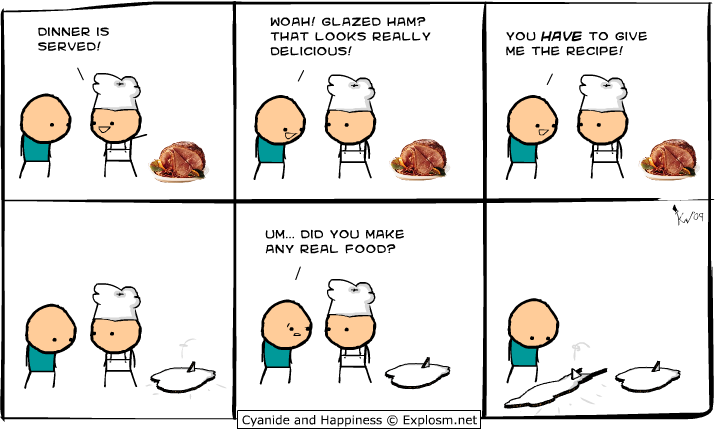 DINNER IS
SERVED!
WOAH! GLAZED HAM?
THAT LOOKS REALLY
DELICIOUS!
YOU HAVE TO GIVE
ME THE RECIPE!
UM... DID YOU MAKE
ANY REAL FOOD?
Cyanide and Happiness © Explosm.net